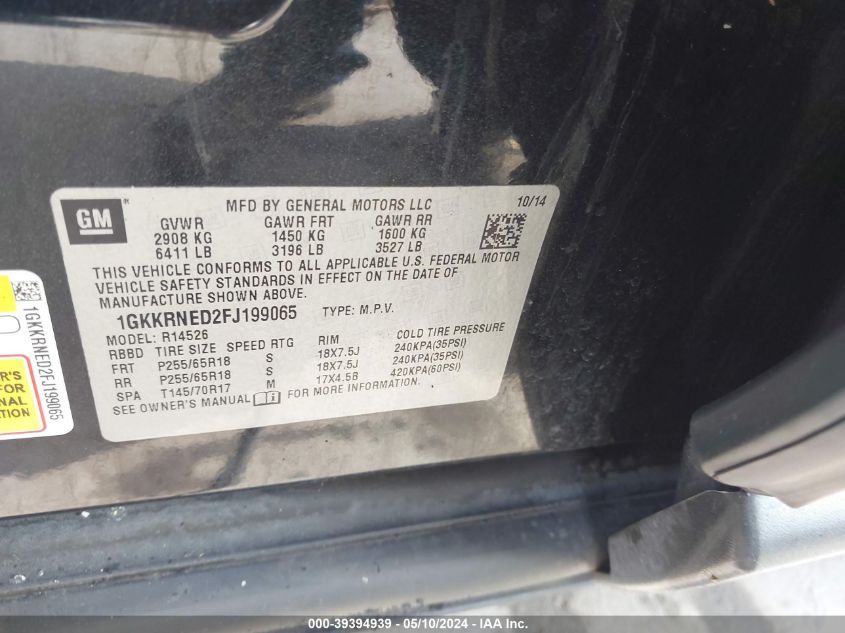 GM
MFD BY GENERAL MOTORS LLC
10/14
GVWR GAWR FRT GAWR RR
2908 KG 1450 KG 1600 KG
6411 LB 3196 LB 3527 LB
THIS VEHICLE CONFORMS TO ALL APPLICABLE U.S. FEDERAL MOTOR
VEHICLE SAFETY STANDARDS IN EFFECT ON THE DATE OF
MANUFACTURE SHOWN ABOVE.
1GKKRNED2FJ199065 TYPE: M.P.V.
MODEL: R14526
RBBD TIRE SIZE SPEED RTG RIM COLD TIRE PRESSURE
FRT P255/65R18 S 18X7.5J 240KPA(35PSI)
RR P255/65R18 S 18X7.5J 240KPA(35PSI)
SPA T145/70R17 M 17X4.5B 420KPA(60PSI)
SEE OWNER'S MANUAL i FOR MORE INFORMATION.
1GKKRNED2FJ199065
FOR
000-39394939 - 05/10/2024 - IAAI INC.